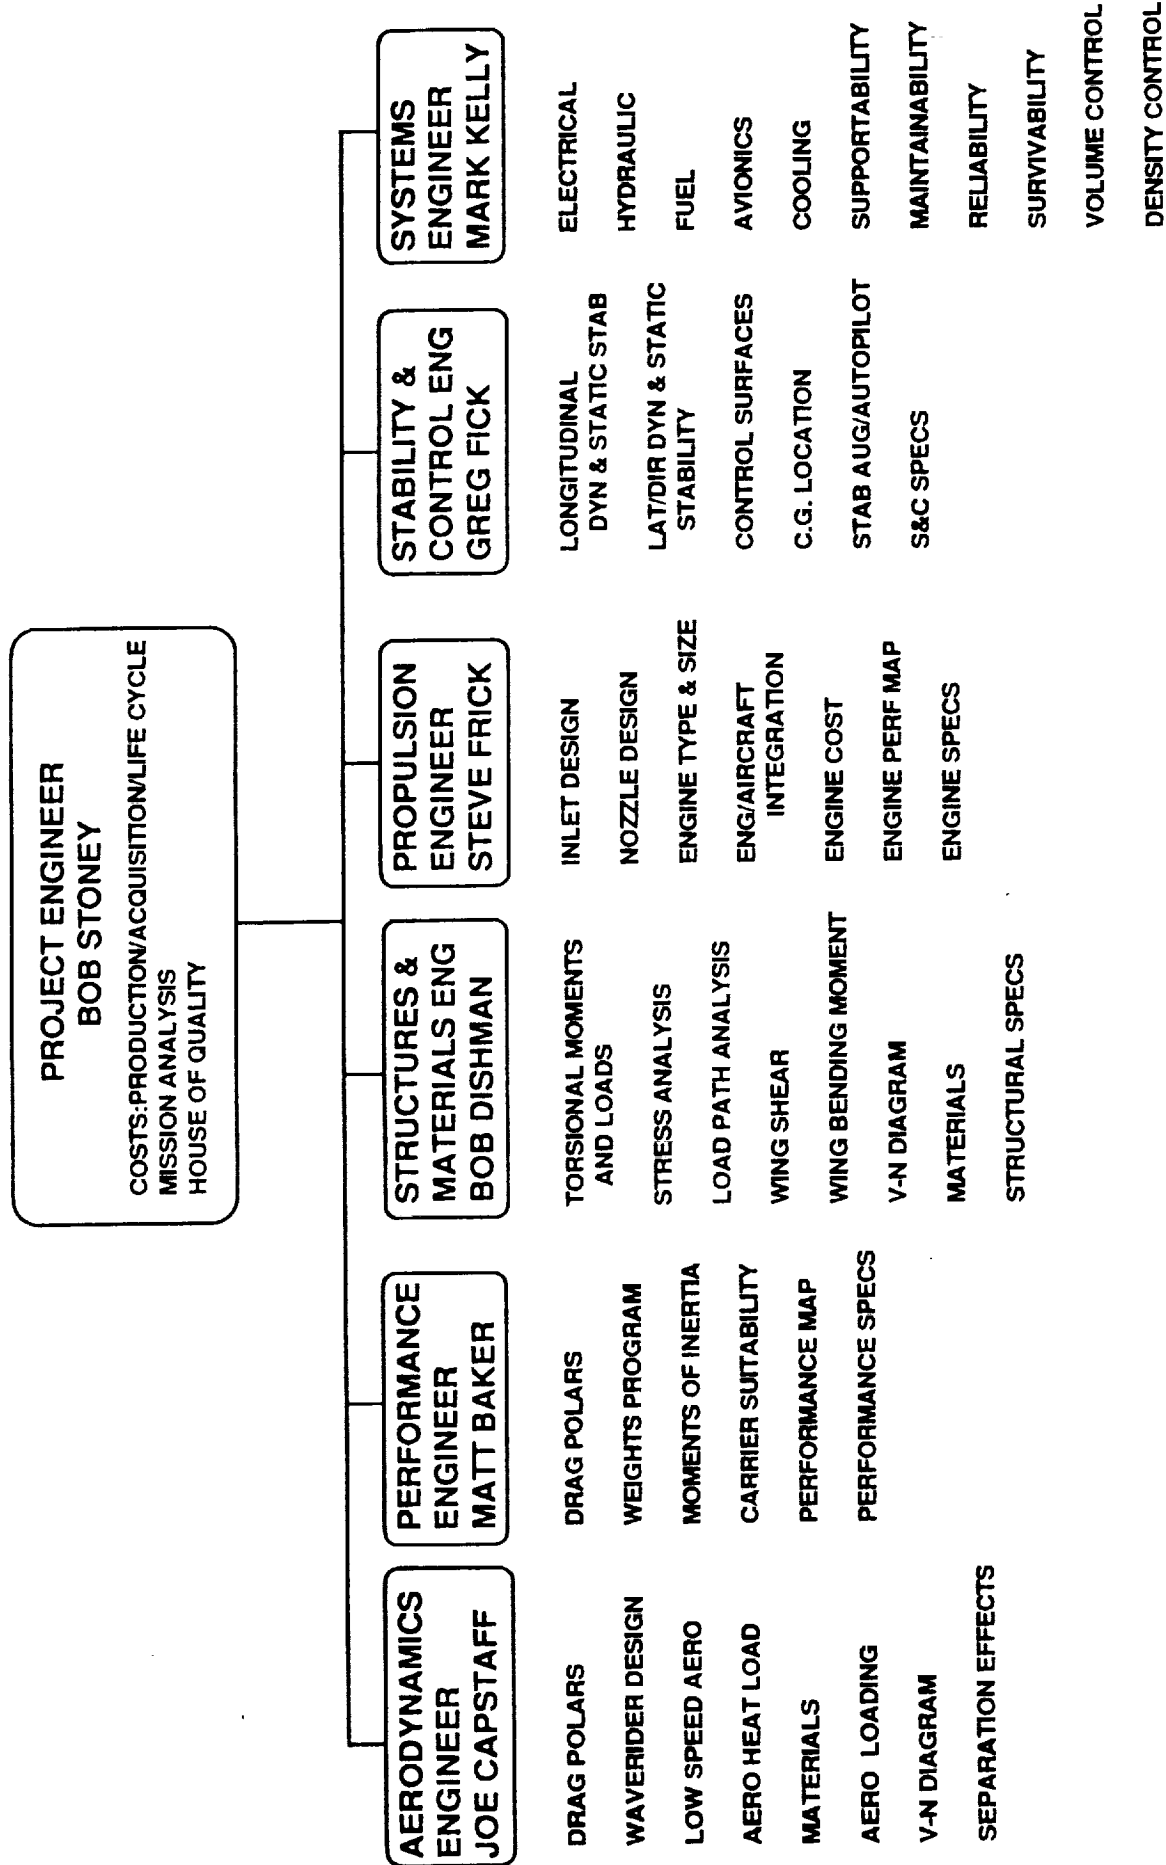 PROJECT ENGINEER
BOB STONEY
COSTS:PRODUCTION/ACQUISITION/LIFE CYCLE
MISSION ANALYSIS
HOUSE OF QUALITY
AERODYNAMICS
ENGINEER
JOE CAPSTAFF
DRAG POLARS
WAVERIDER DESIGN
LOW SPEED AERO
AERO HEAT LOAD
MATERIALS
AERO LOADING
V-N DIAGRAM
SEPARATION EFFECTS
PERFORMANCE
ENGINEER
MATT BAKER
DRAG POLARS
WEIGHTS PROGRAM
MOMENTS OF INERTIA
CARRIER SUITABILITY
PERFORMANCE MAP
PERFORMANCE SPECS
STRUCTURES &
MATERIALS ENG
BOB DISHMAN
TORSIONAL MOMENTS
AND LOADS
STRESS ANALYSIS
LOAD PATH ANALYSIS
WING SHEAR
WING BENDING MOMENT
V-N DIAGRAM
MATERIALS
STRUCTURAL SPECS
PROPULSION
ENGINEER
STEVE FRICK
INLET DESIGN
NOZZLE DESIGN
ENGINE TYPE & SIZE
ENG/AIRCRAFT
INTEGRATION
ENGINE COST
ENGINE PERF MAP
ENGINE SPECS
STABILITY &
CONTROL ENG
GREG FICK
LONGITUDINAL
DYN & STATIC STAB
LAT/DIR DYN & STATIC
STABILITY
CONTROL SURFACES
C.G. LOCATION
STAB AUG/AUTOPILOT
S&C SPECS
SYSTEMS
ENGINEER
MARK KELLY
ELECTRICAL
HYDRAULIC
FUEL
AVIONICS
COOLING
SUPPORTABILITY
MAINTAINABILITY
RELIABILITY
SURVIVABILITY
VOLUME CONTROL
DENSITY CONTROL